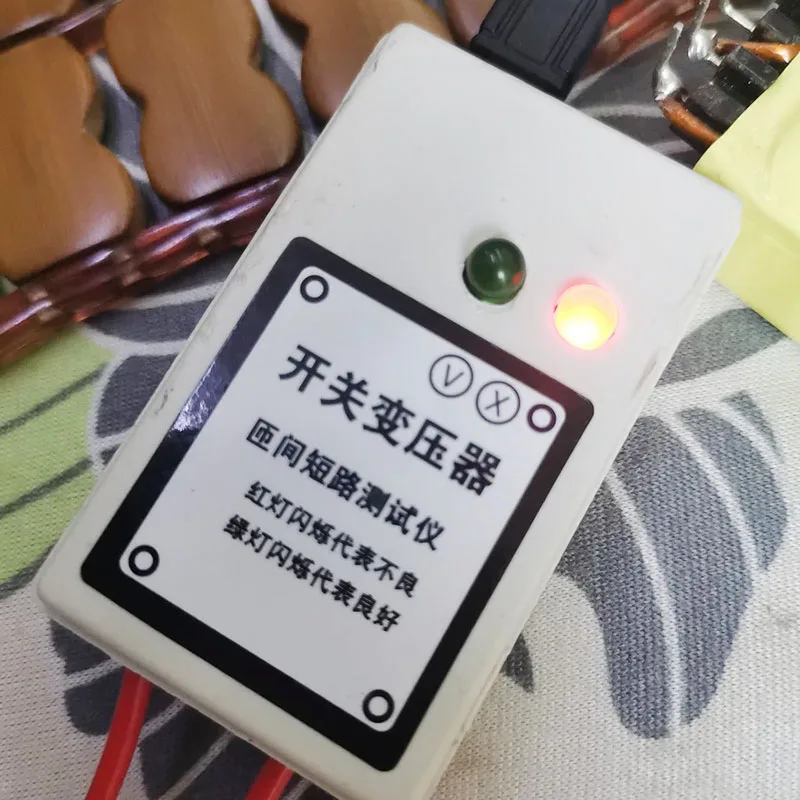 Ⓥ Ⓧ
开关变压器
匝间短路测试仪
红灯闪烁代表不良
绿灯闪烁代表良好